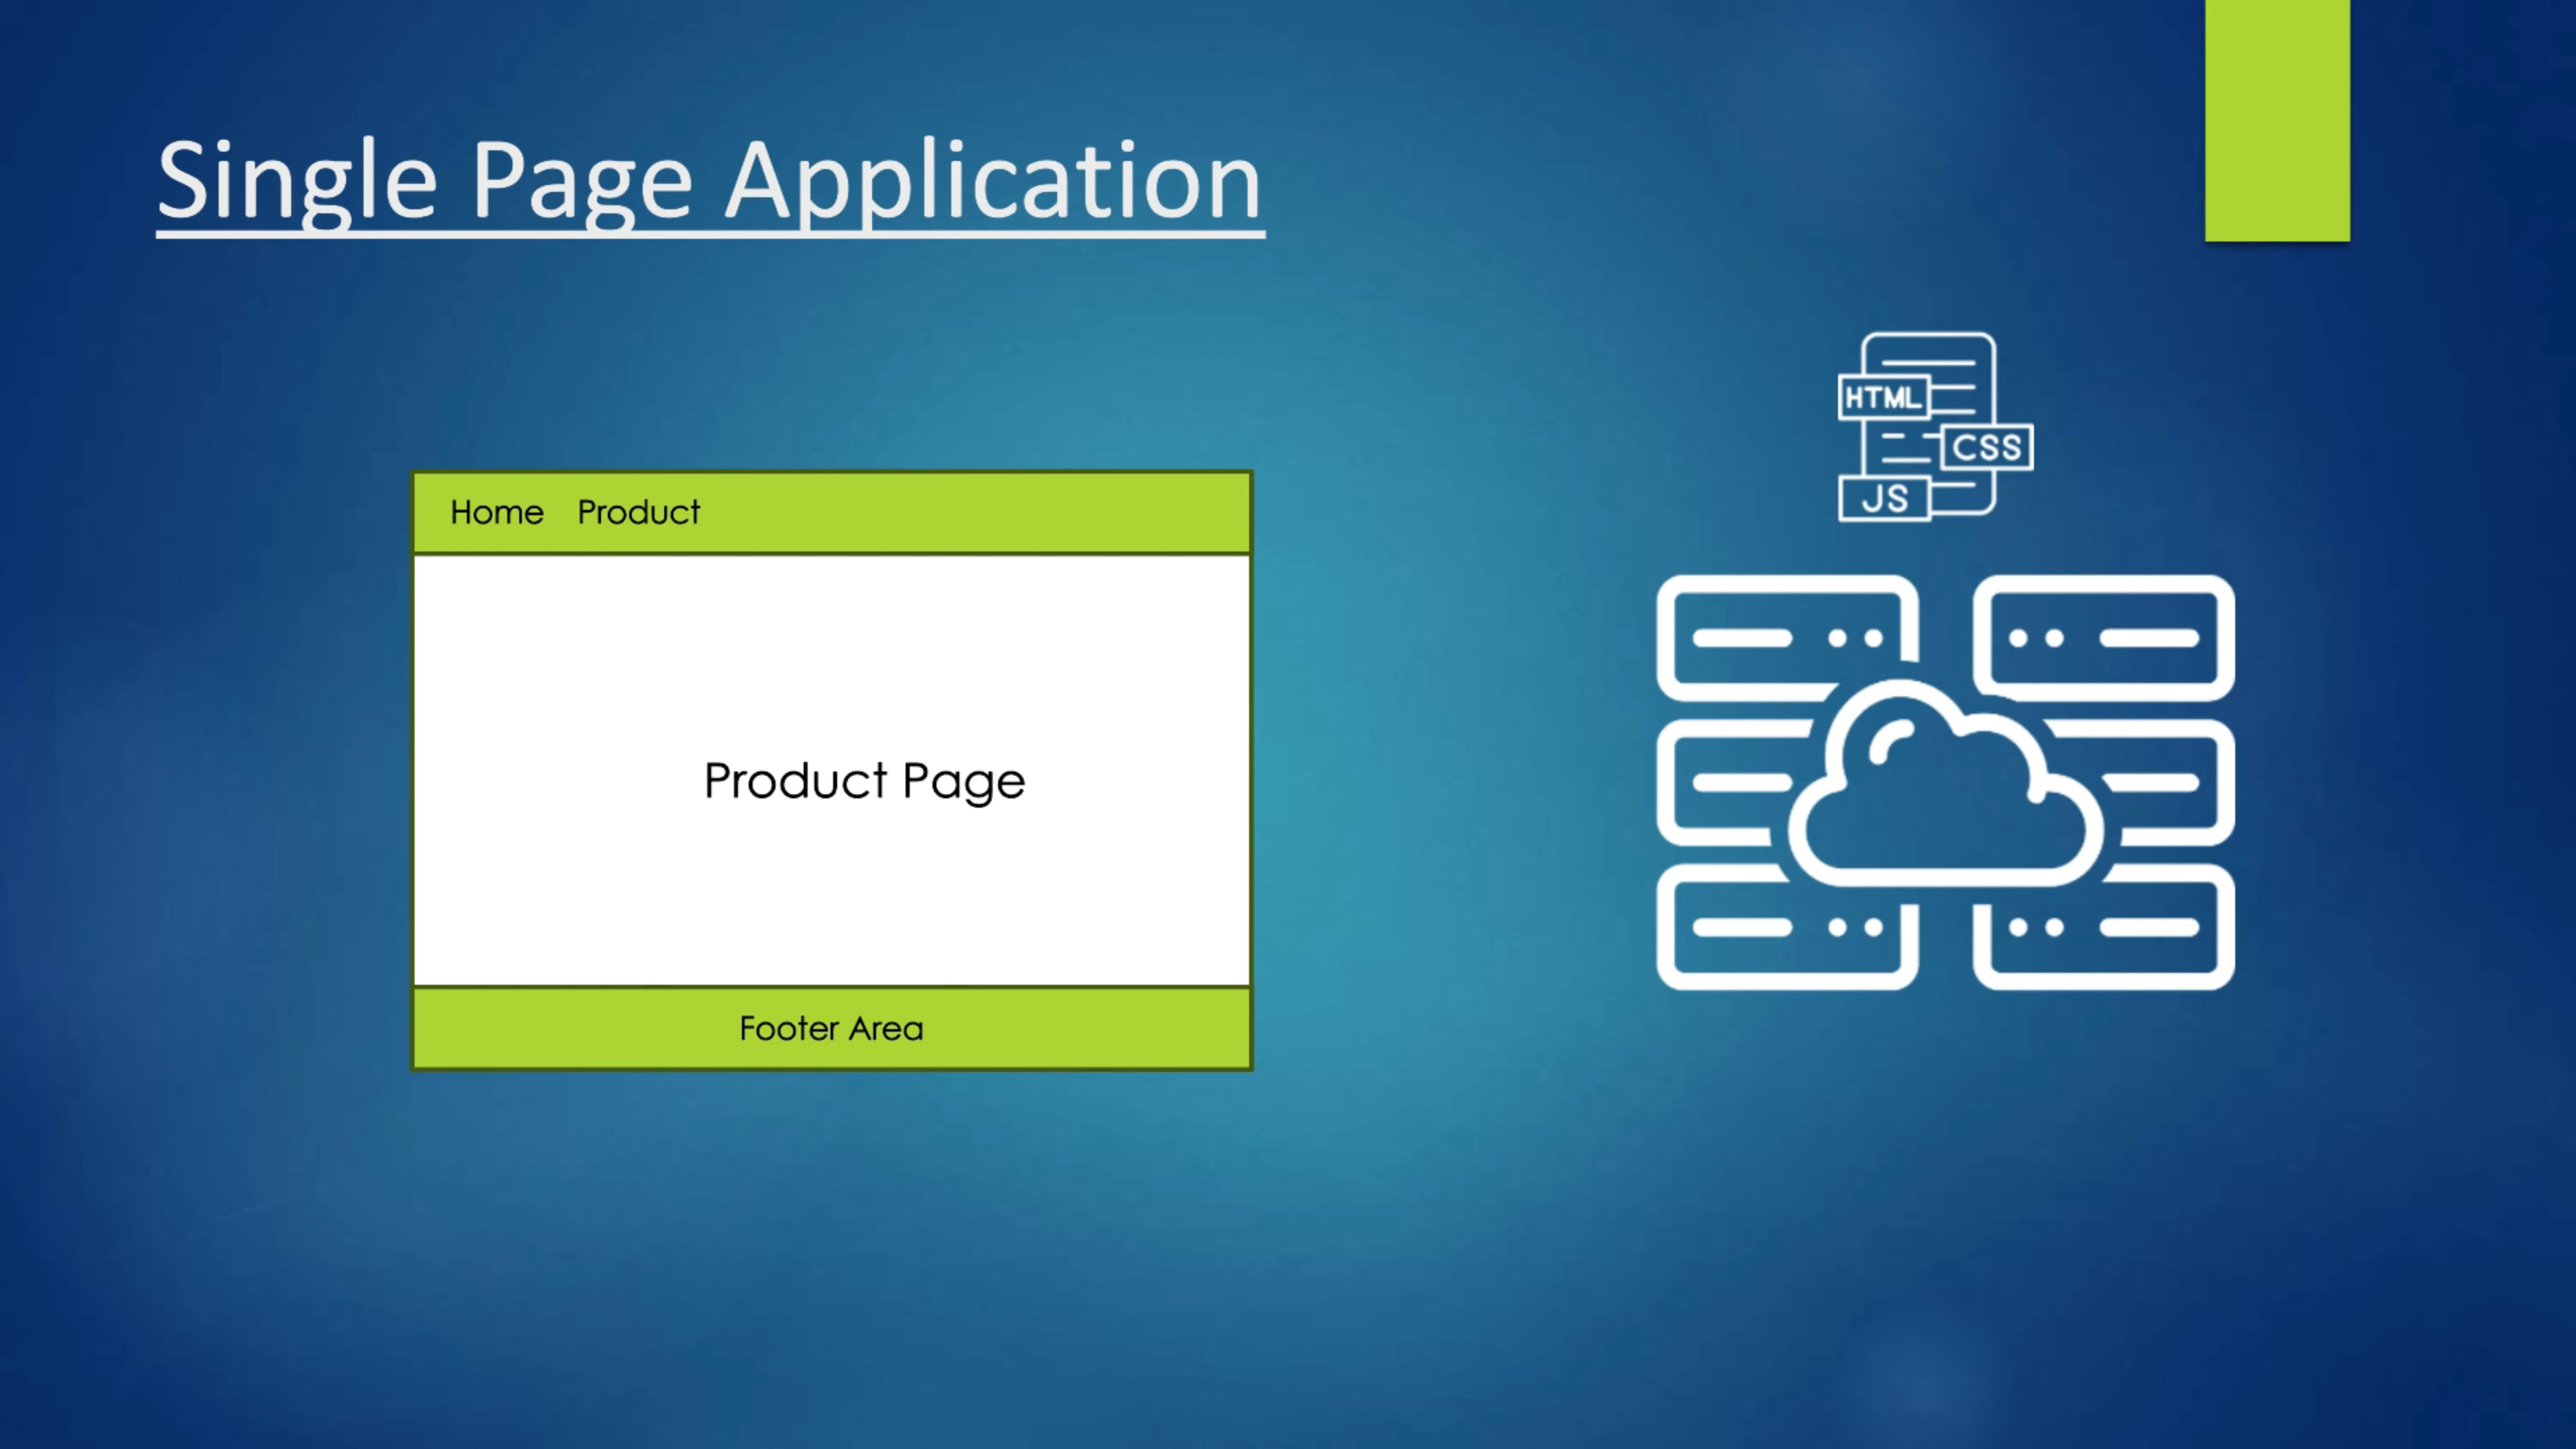 Single Page Application
Home Product
Product Page
Footer Area
HTML
CSS
JS